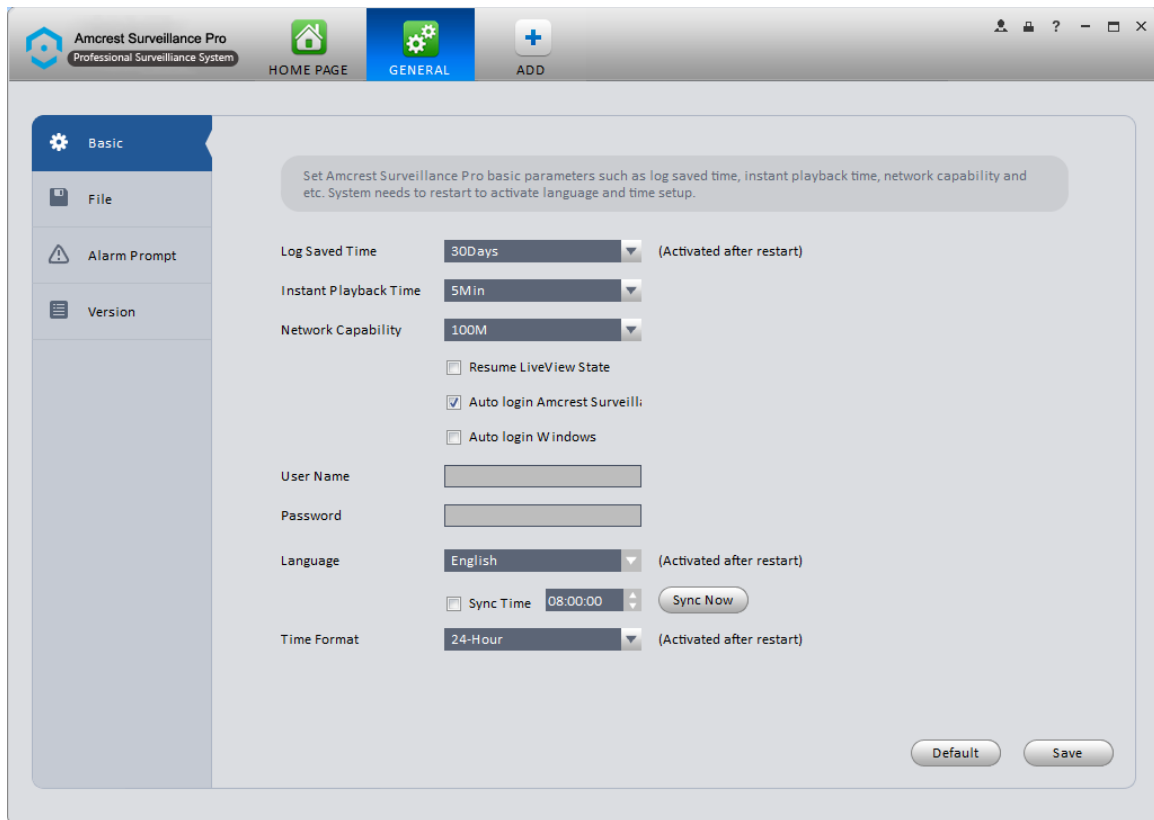 Amcrest Surveillance Pro
Professional Surveillance System
HOME PAGE
GENERAL
ADD
?
Basic
File
Alarm Prompt
Version
Set Amcrest Surveillance Pro basic parameters such as log saved time, instant playback time, network capability and
etc. System needs to restart to activate language and time setup.
Log Saved Time 30Days (Activated after restart)
Instant Playback Time 5Min
Network Capability 100M
Resume LiveView State
Auto login Amcrest Surveilla
Auto login Windows
User Name
Password
Language English (Activated after restart)
Sync Time 08:00:00 Sync Now
Time Format 24-Hour (Activated after restart)
Default Save